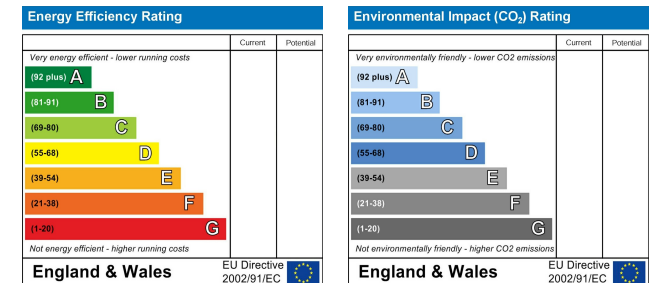 Energy Efficiency Rating
Current Potential
Very energy efficient - lower running costs
(92 plus) A
(81-91) B
(69-80) C
(55-68) D
(39-54) E
(21-38) F
(1-20) G
Not energy efficient - higher running costs
England & Wales
EU Directive
2002/91/EC
Environmental Impact (CO₂) Rating
Current Potential
Very environmentally friendly - lower CO2 emissions
(92 plus) A
(81-91) B
(69-80) C
(55-68) D
(39-54) E
(21-38) F
(1-20) G
Not environmentally friendly - higher CO2 emissions
England & Wales
EU Directive
2002/91/EC